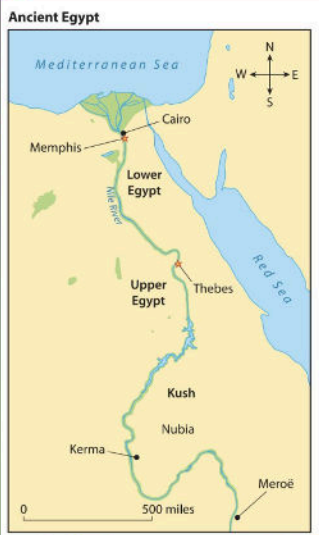 Ancient Egypt
Mediterranean Sea
N
W
E
S
Cairo
Memphis
Lower
Egypt
Nile River
Red Sea
Upper
Egypt
Thebes
Kush
Nubia
Kerma
Meroë
0
500 miles